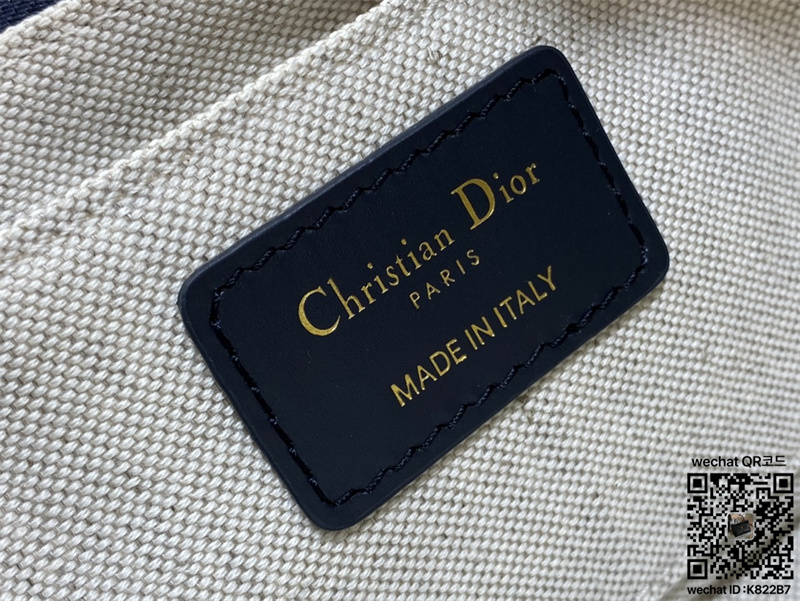 Christian Dior
PARIS
MADE IN ITALY
wechat QR코드
wechat ID :K822B7